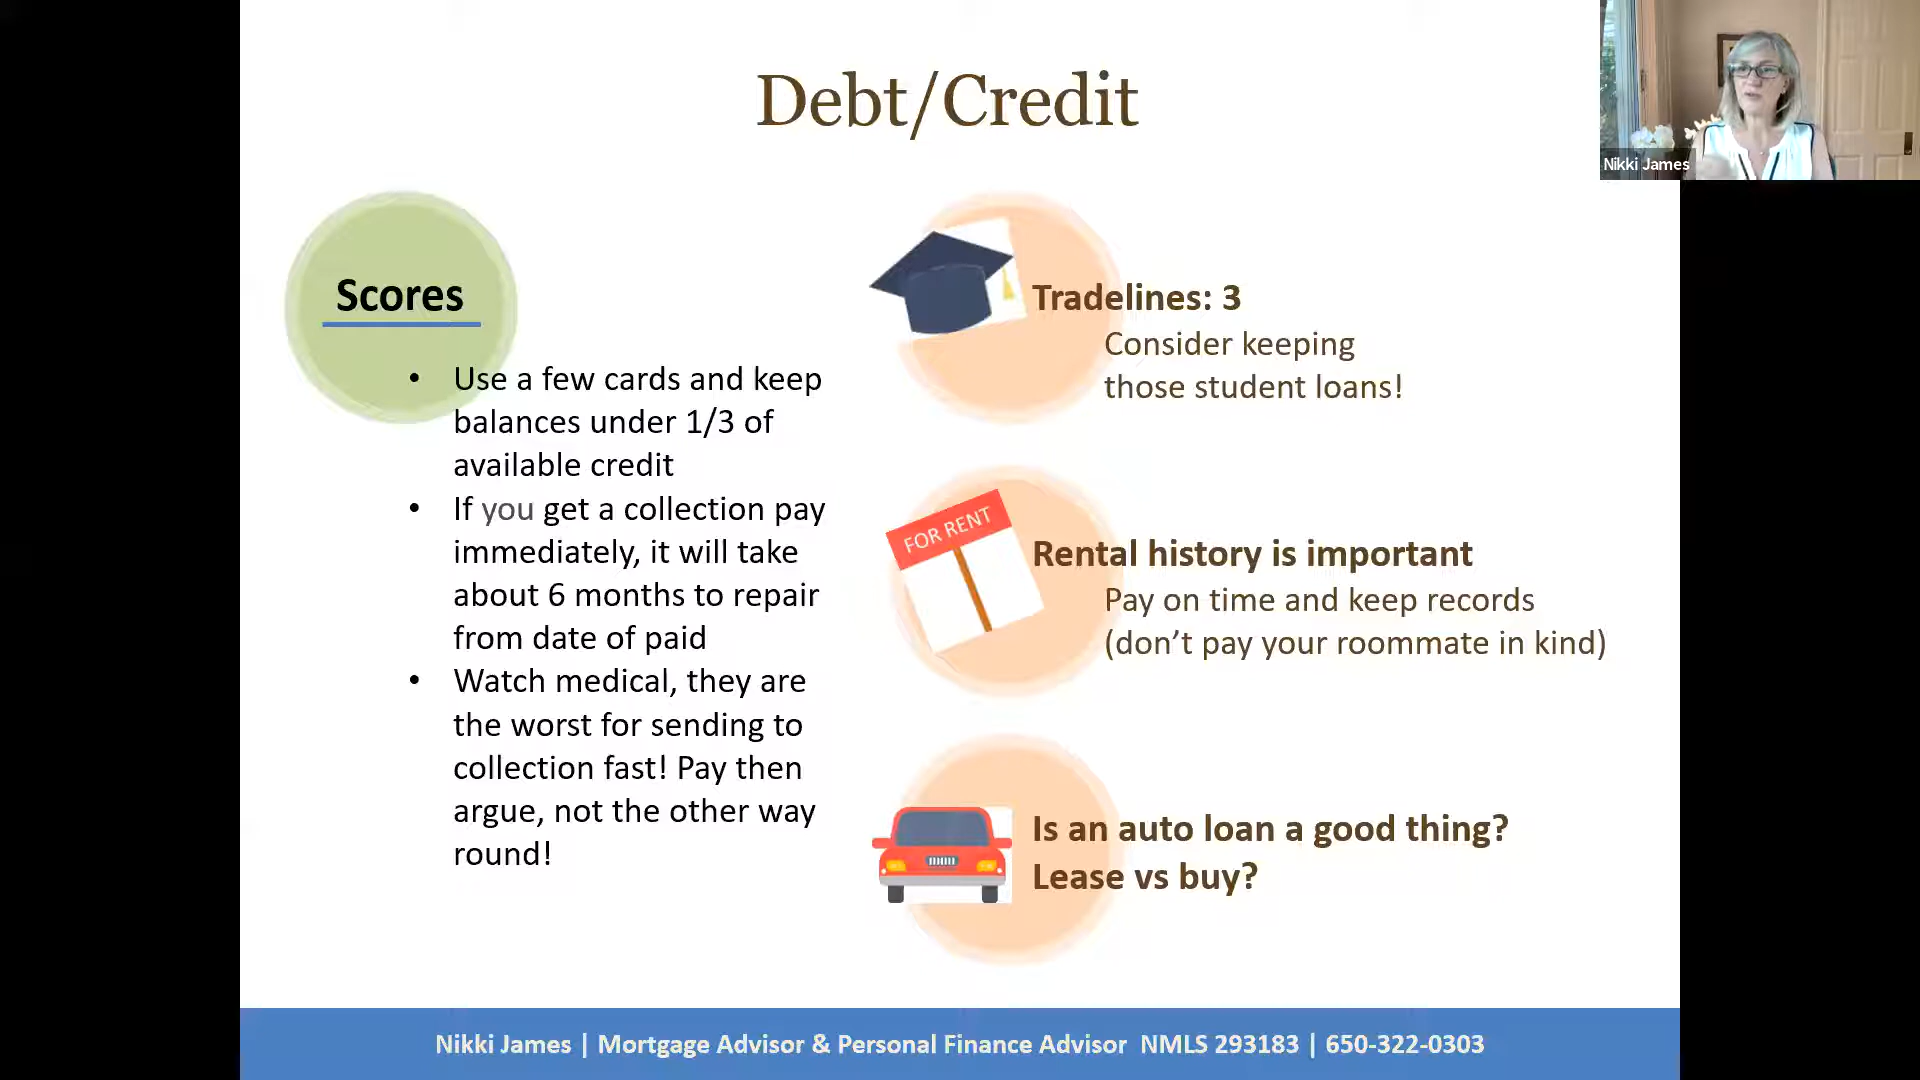 Debt/Credit
Nikki James
Scores
• Use a few cards and keep
balances under 1/3 of
available credit
• If you get a collection pay
immediately, it will take
about 6 months to repair
from date of paid
• Watch medical, they are
the worst for sending to
collection fast! Pay then
argue, not the other way
round!
Tradelines: 3
Consider keeping
those student loans!
FOR RENT
Rental history is important
Pay on time and keep records
(don’t pay your roommate in kind)
Is an auto loan a good thing?
Lease vs buy?
Nikki James | Mortgage Advisor & Personal Finance Advisor NMLS 293183 | 650-322-0303